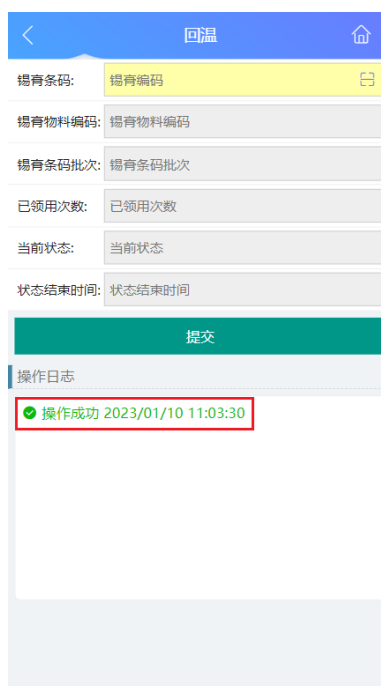 回温
锡膏条码: 锡膏编码
锡膏物料编码: 锡膏物料编码
锡膏条码批次: 锡膏条码批次
已领用次数: 已领用次数
当前状态: 当前状态
状态结束时间: 状态结束时间
提交
操作日志
操作成功 2023/01/10 11:03:30